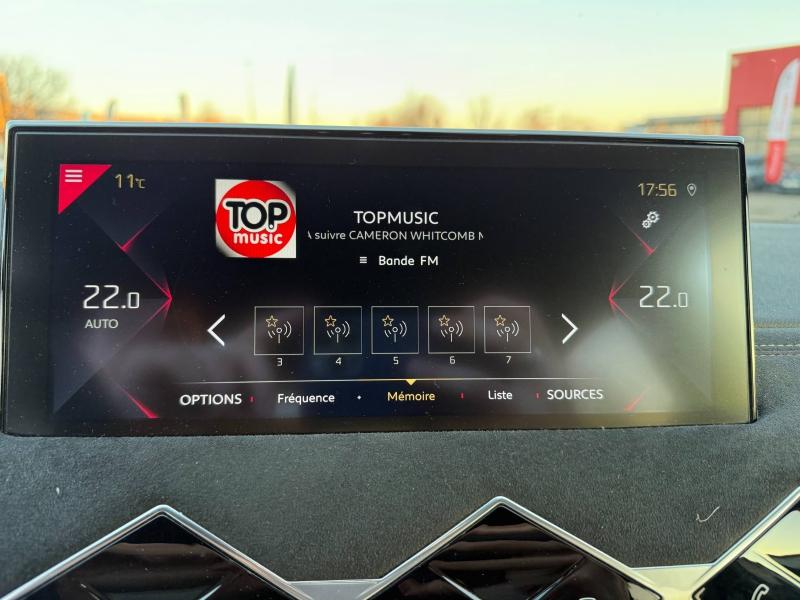 11°C
17:56
TOP
MUSIC
TOPMUSIC
suivre CAMERON WHITCOMB
Bande FM
22.0
AUTO
22.0
3 4 5 6 7
OPTIONS Fréquence Mémoire Liste SOURCES